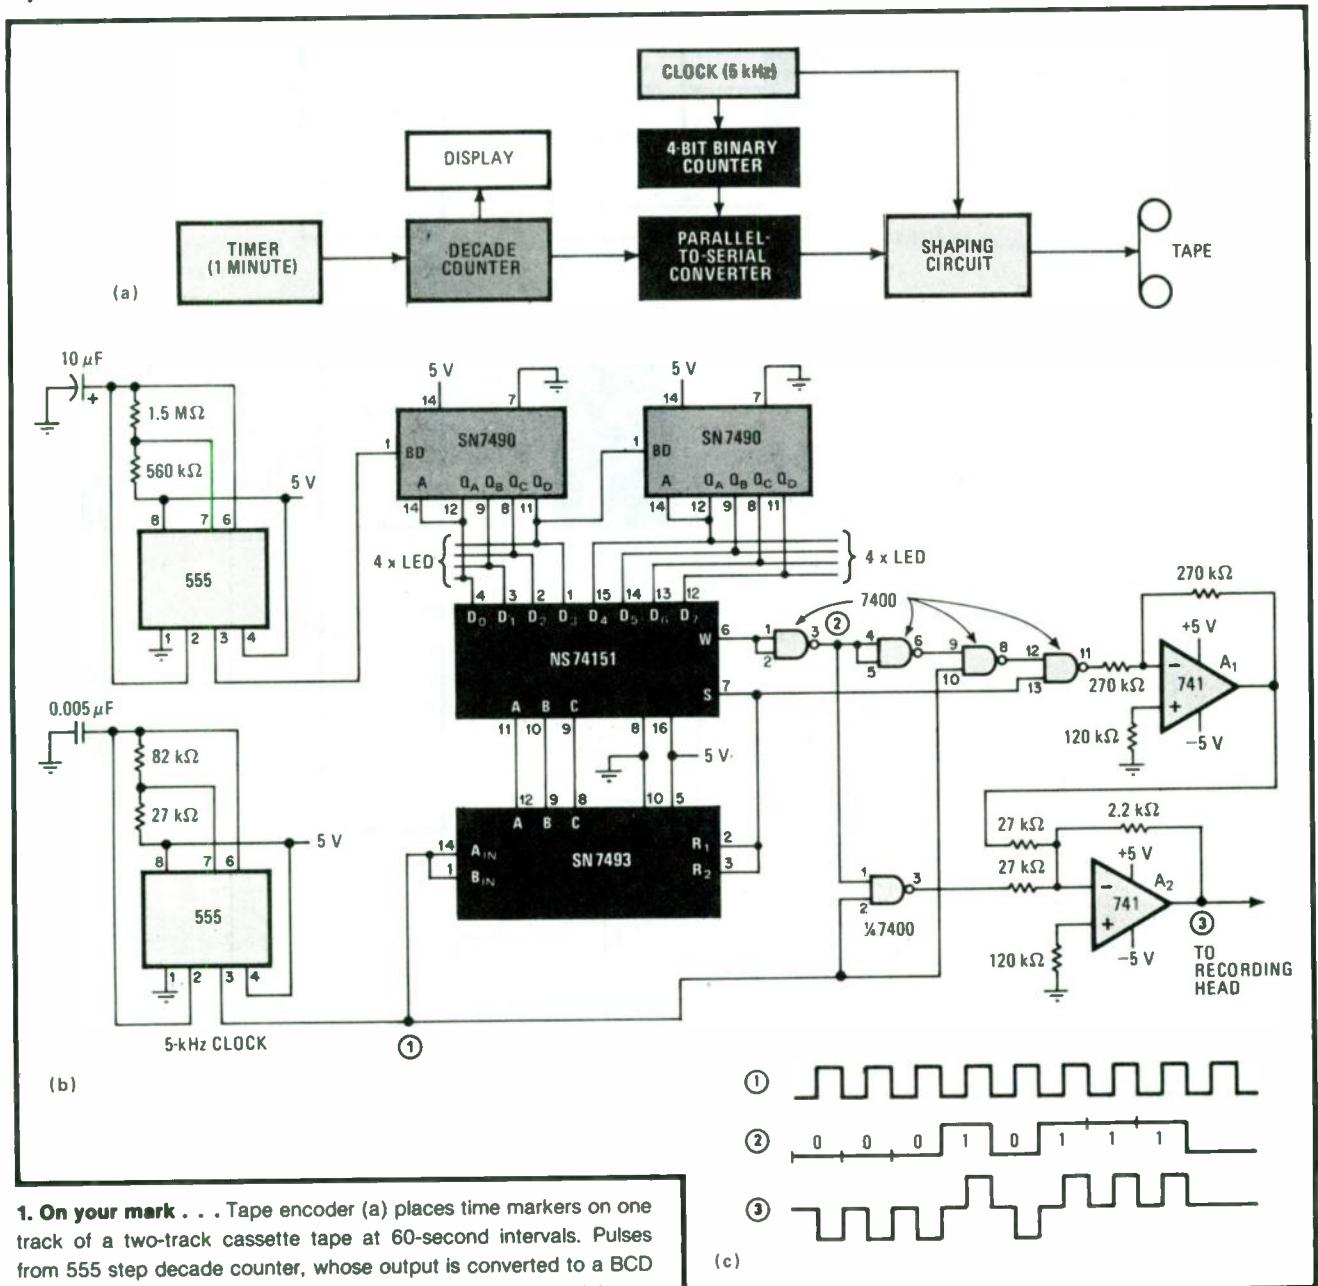 CLOCK (5 kHz)
DISPLAY
4-BIT BINARY
COUNTER
TIMER
(1 MINUTE)
DECADE
COUNTER
PARALLEL-
TO-SERIAL
CONVERTER
SHAPING
CIRCUIT
TAPE
(a)
10 μF
+
1.5 MΩ
560 kΩ
5 V
8 7 6
555
1 2 3 4
5 V
14 7
1 BD SN7490
A QA QB QC QD
14 12 9 8 11
5 V
14 7
1 BD SN7490
A QA QB QC QD
14 12 9 8 11
4 x LED
4 x LED
4 3 2 1 15 14 13 12
D0 D1 D2 D3 D4 D5 D6 D7
W 6
NS74151
S 7
A B C
11 10 9 8 16
5 V
12 9 8 10 5
A B C
14 AIN
1 BIN
SN7493
R1 2
R2 3
7400
1 2 3
②
4 5 6
9 10 8
12 13 11
270 kΩ
270 kΩ
+5 V
A1
− 741 +
−5 V
120 kΩ
0.005 μF
82 kΩ
27 kΩ
5 V
8 7 6
555
1 2 3 4
5-kHz CLOCK
①
1 2 3
¼7400
27 kΩ
27 kΩ
2.2 kΩ
+5 V
A2
− 741 +
−5 V
120 kΩ
③
TO
RECORDING
HEAD
(b)
①
② 0 0 0 1 0 1 1 1
③
(c)
1. On your mark . . . Tape encoder (a) places time markers on one
track of a two-track cassette tape at 60-second intervals. Pulses
from 555 step decade counter, whose output is converted to a BCD